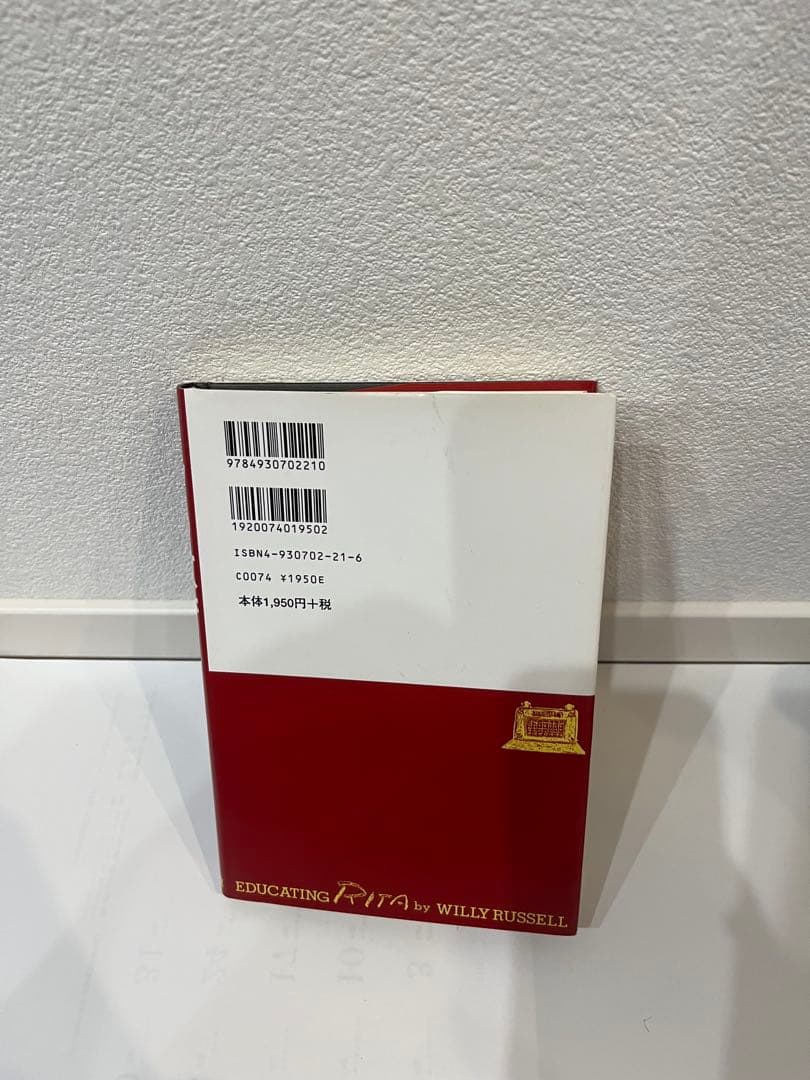 9784930702210
1920074019502
ISBN4-930702-21-6
C0074 ¥1950E
本体1,950円+税
EDUCATING RITA by WILLY RUSSELL